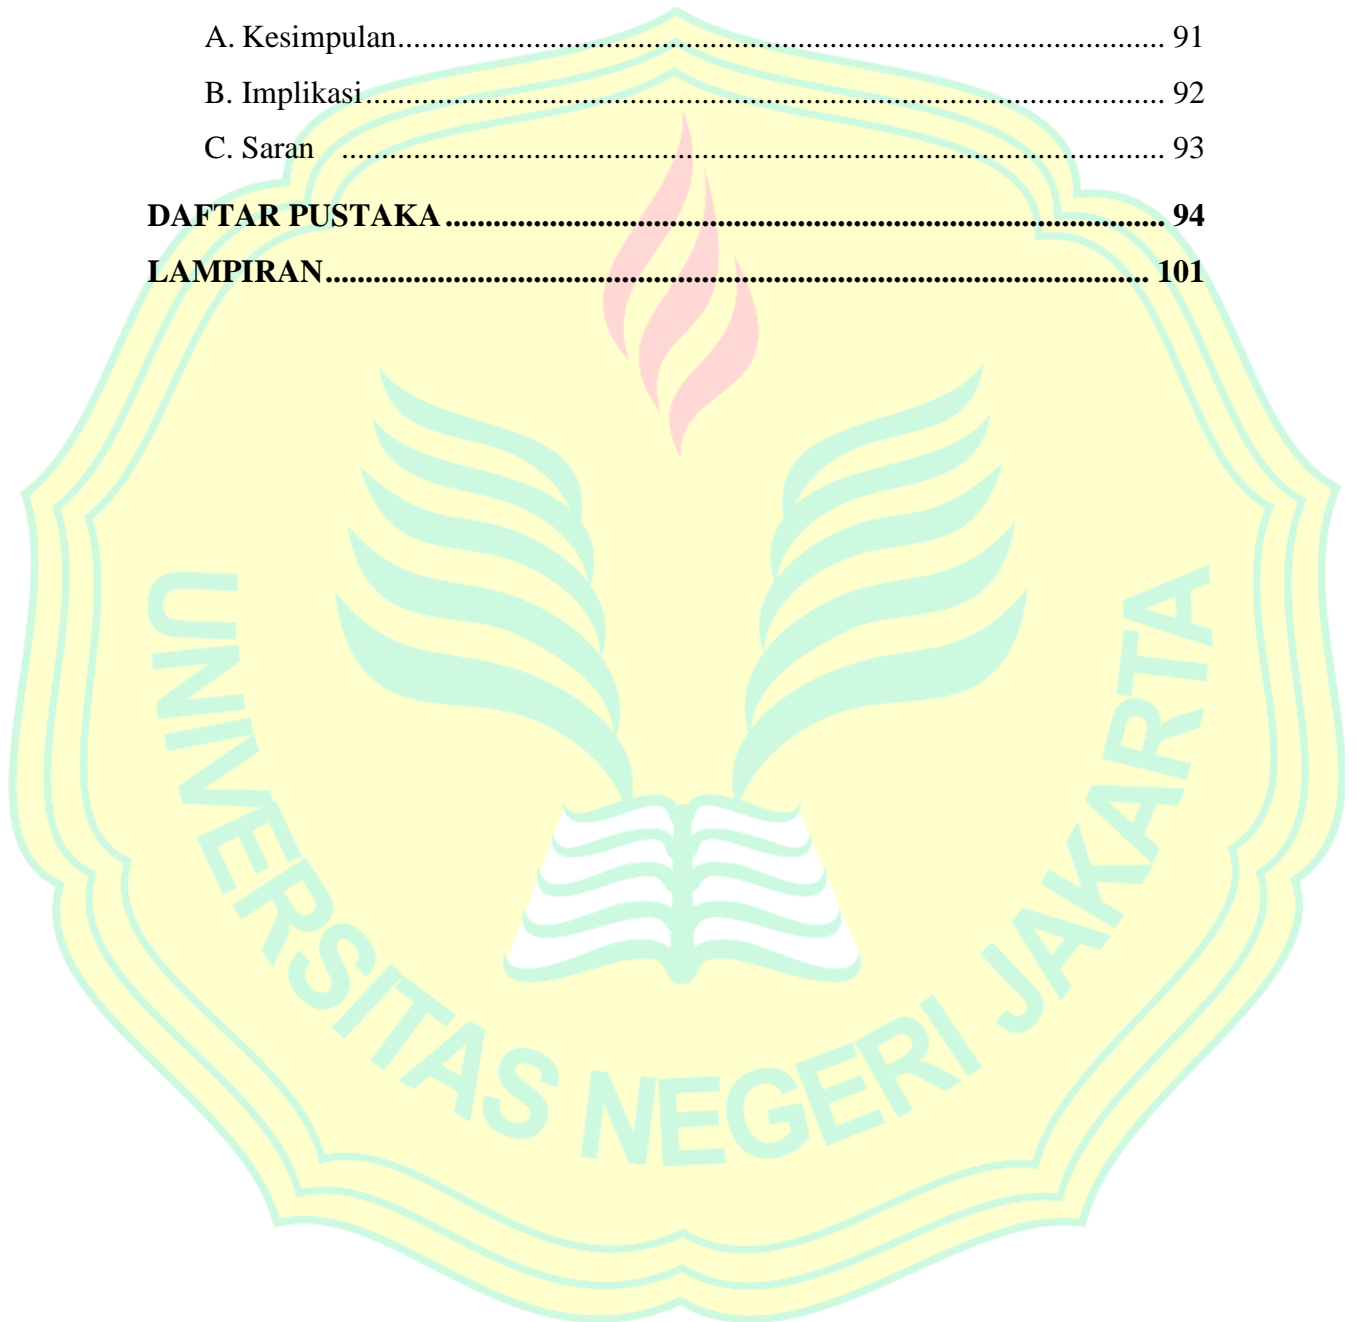 A. Kesimpulan................................................................................................ 91
B. Implikasi.................................................................................................... 92
C. Saran ....................................................................................................... 93
DAFTAR PUSTAKA.......................................................................................... 94
LAMPIRAN....................................................................................................... 101
UNIVERSITAS NEGERI JAKARTA